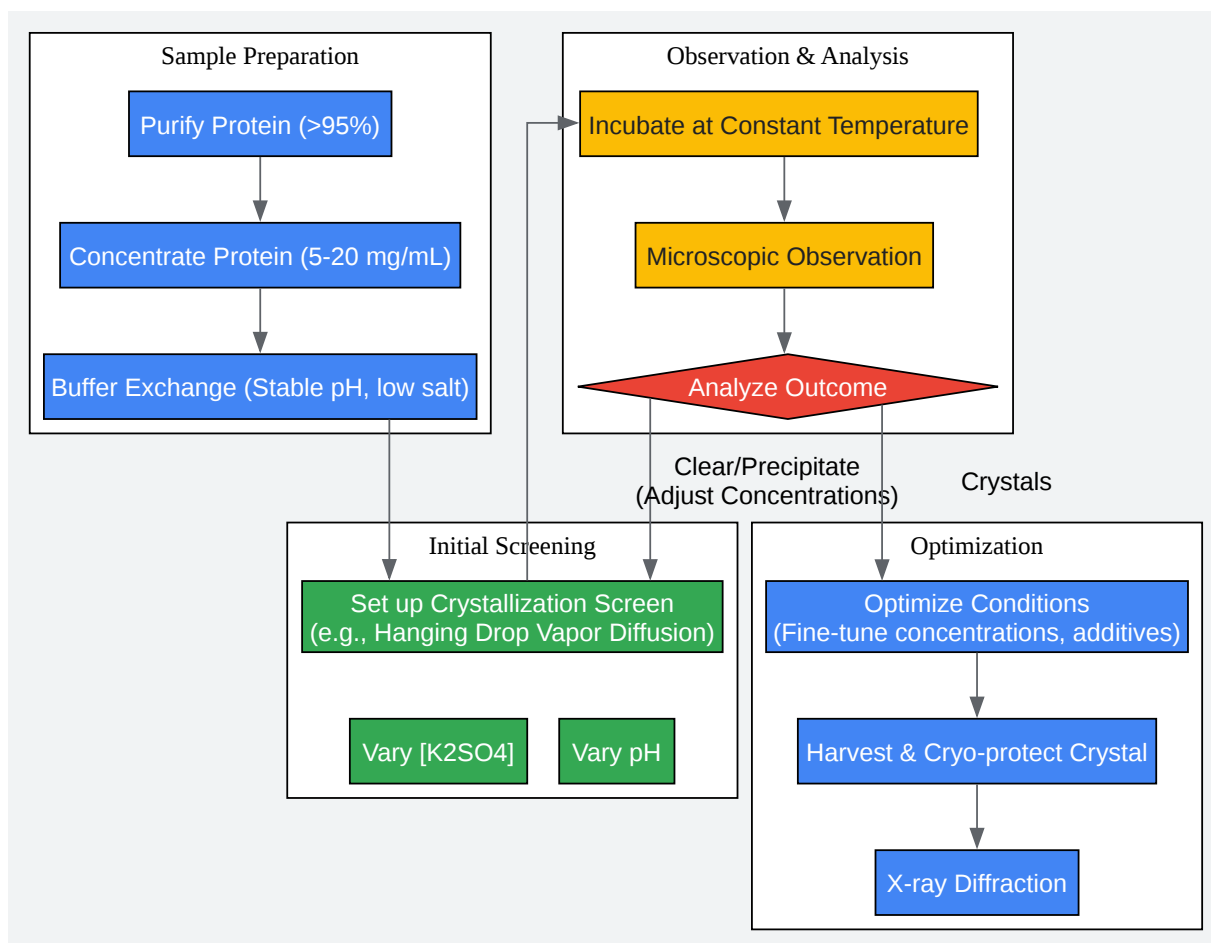 Sample Preparation
Purify Protein (>95%)
Concentrate Protein (5-20 mg/mL)
Buffer Exchange (Stable pH, low salt)
Observation & Analysis
Incubate at Constant Temperature
Microscopic Observation
Analyze Outcome
Clear/Precipitate
(Adjust Concentrations)
Crystals
Initial Screening
Set up Crystallization Screen
(e.g., Hanging Drop Vapor Diffusion)
Vary [K2SO4]
Vary pH
Optimization
Optimize Conditions
(Fine-tune concentrations, additives)
Harvest & Cryo-protect Crystal
X-ray Diffraction